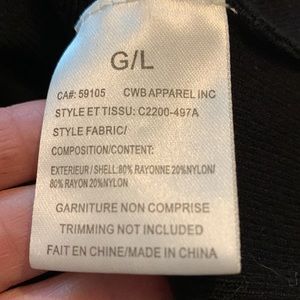 G/L
CA#: 59105 CWB APPAREL INC
STYLE ET TISSU: C2200-497A
STYLE FABRIC/
COMPOSITION/CONTENT:
EXTERIEUR/SHELL:80% RAYONNE 20%NYLON/
80% RAYON 20%NYLON
GARNITURE NON COMPRISE
TRIMMING NOT INCLUDED
FAIT EN CHINE/MADE IN CHINA